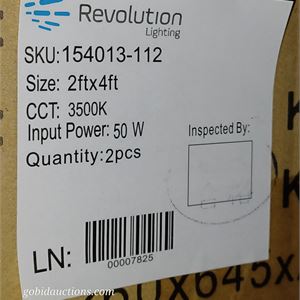 Revolution
Lighting
SKU: 154013-112
Size: 2ftx4ft
CCT: 3500K
Input Power: 50 W
Quantity: 2pcs
Inspected By:
LN:
00007825
gobidauctions.com